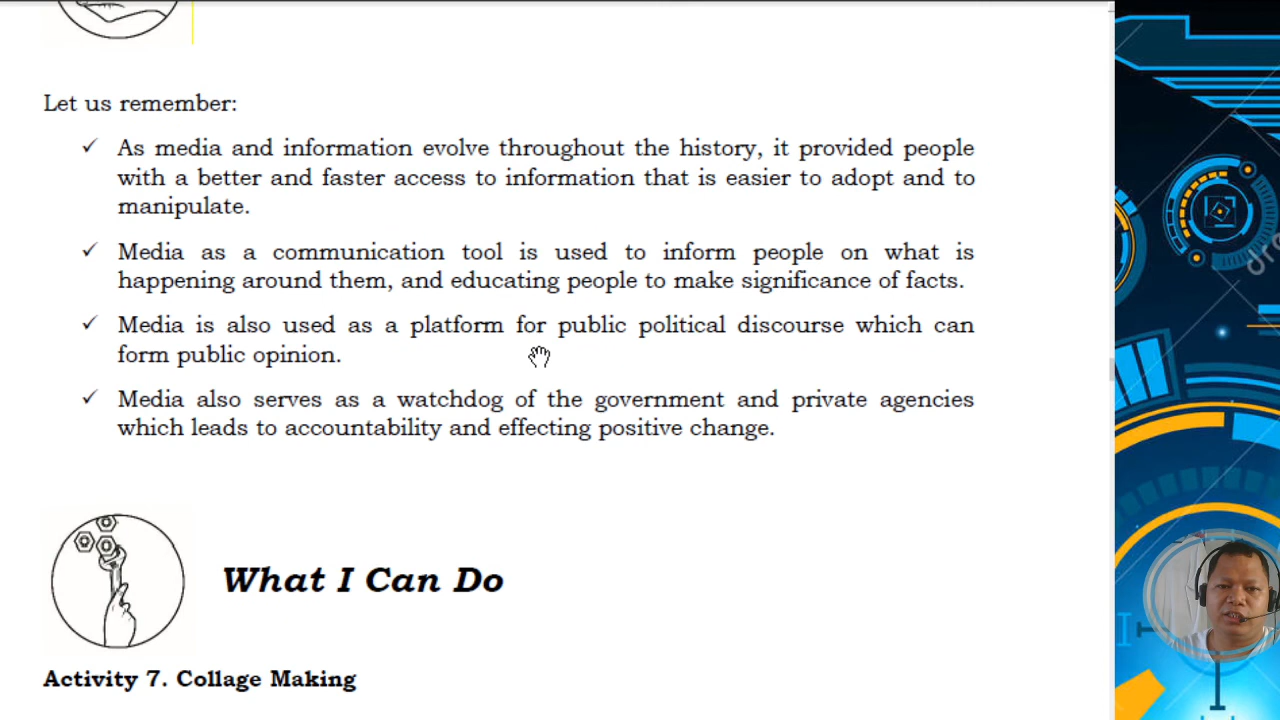 Let us remember:
✓ As media and information evolve throughout the history, it provided people
with a better and faster access to information that is easier to adopt and to
manipulate.
✓ Media as a communication tool is used to inform people on what is
happening around them, and educating people to make significance of facts.
✓ Media is also used as a platform for public political discourse which can
form public opinion.
✓ Media also serves as a watchdog of the government and private agencies
which leads to accountability and effecting positive change.
What I Can Do
Activity 7. Collage Making